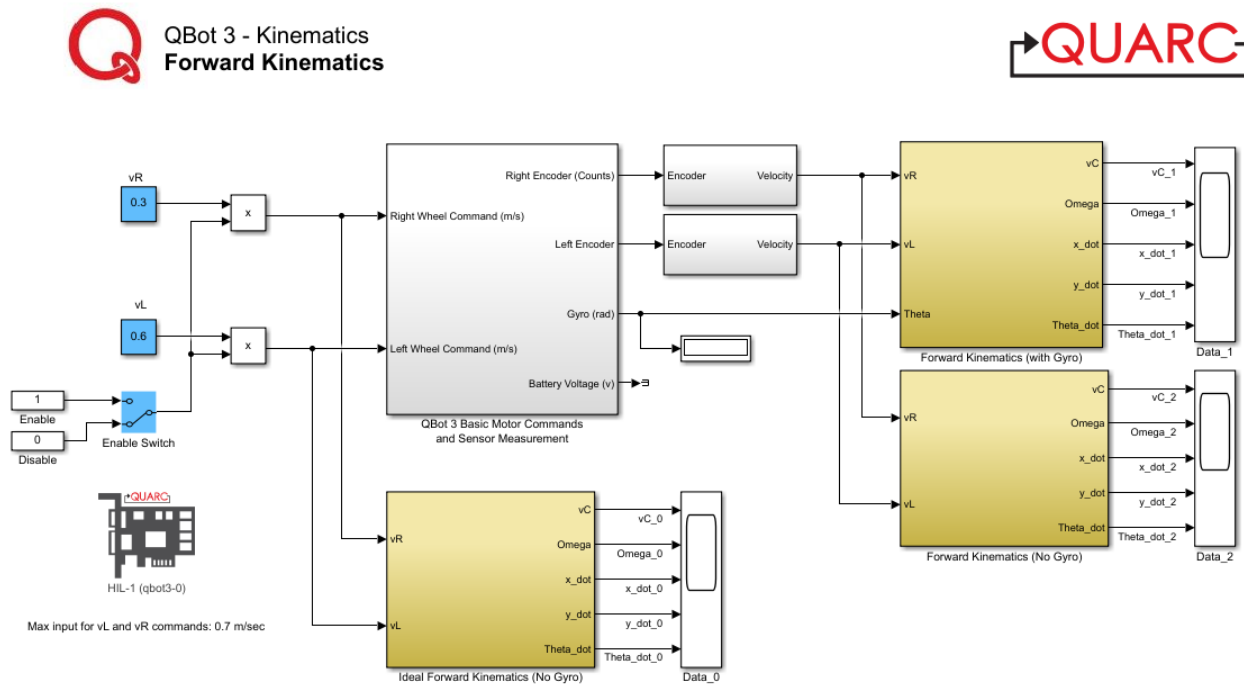 QBot 3 - Kinematics
Forward Kinematics
QUARC
vR
0.3
x
vL
0.6
x
1
Enable
0
Disable
Enable Switch
QUARC
HIL-1 (qbot3-0)
Max input for vL and vR commands: 0.7 m/sec
Right Encoder (Counts)
Right Wheel Command (m/s)
Left Encoder
Gyro (rad)
Left Wheel Command (m/s)
Battery Voltage (v)
QBot 3 Basic Motor Commands
and Sensor Measurement
Encoder Velocity
Encoder Velocity
vR
vL
Theta
vC
Omega
x_dot
y_dot
Theta_dot
Forward Kinematics (with Gyro)
vC_1
Omega_1
x_dot_1
y_dot_1
Theta_dot_1
Data_1
vR
vL
vC
Omega
x_dot
y_dot
Theta_dot
Forward Kinematics (No Gyro)
vC_2
Omega_2
x_dot_2
y_dot_2
Theta_dot_2
Data_2
vR
vL
vC
Omega
x_dot
y_dot
Theta_dot
Ideal Forward Kinematics (No Gyro)
vC_0
Omega_0
x_dot_0
y_dot_0
Theta_dot_0
Data_0